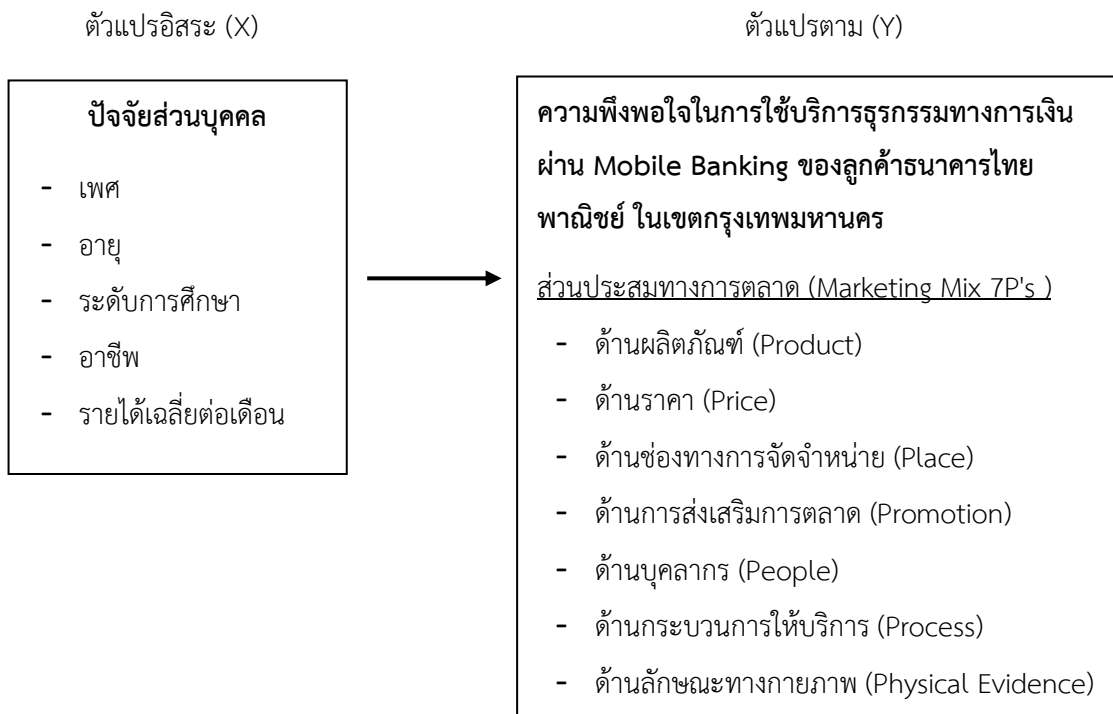 ตัวแปรอิสระ (X)
ตัวแปรตาม (Y)
ปัจจัยส่วนบุคคล
- เพศ
- อายุ
- ระดับการศึกษา
- อาชีพ
- รายได้เฉลี่ยต่อเดือน
ความพึงพอใจในการใช้บริการธุรกรรมทางการเงิน
ผ่าน Mobile Banking ของลูกค้าธนาคารไทย
พาณิชย์ ในเขตกรุงเทพมหานคร
ส่วนประสมทางการตลาด (Marketing Mix 7P's )
- ด้านผลิตภัณฑ์ (Product)
- ด้านราคา (Price)
- ด้านช่องทางการจัดจำหน่าย (Place)
- ด้านการส่งเสริมการตลาด (Promotion)
- ด้านบุคลากร (People)
- ด้านกระบวนการให้บริการ (Process)
- ด้านลักษณะทางกายภาพ (Physical Evidence)